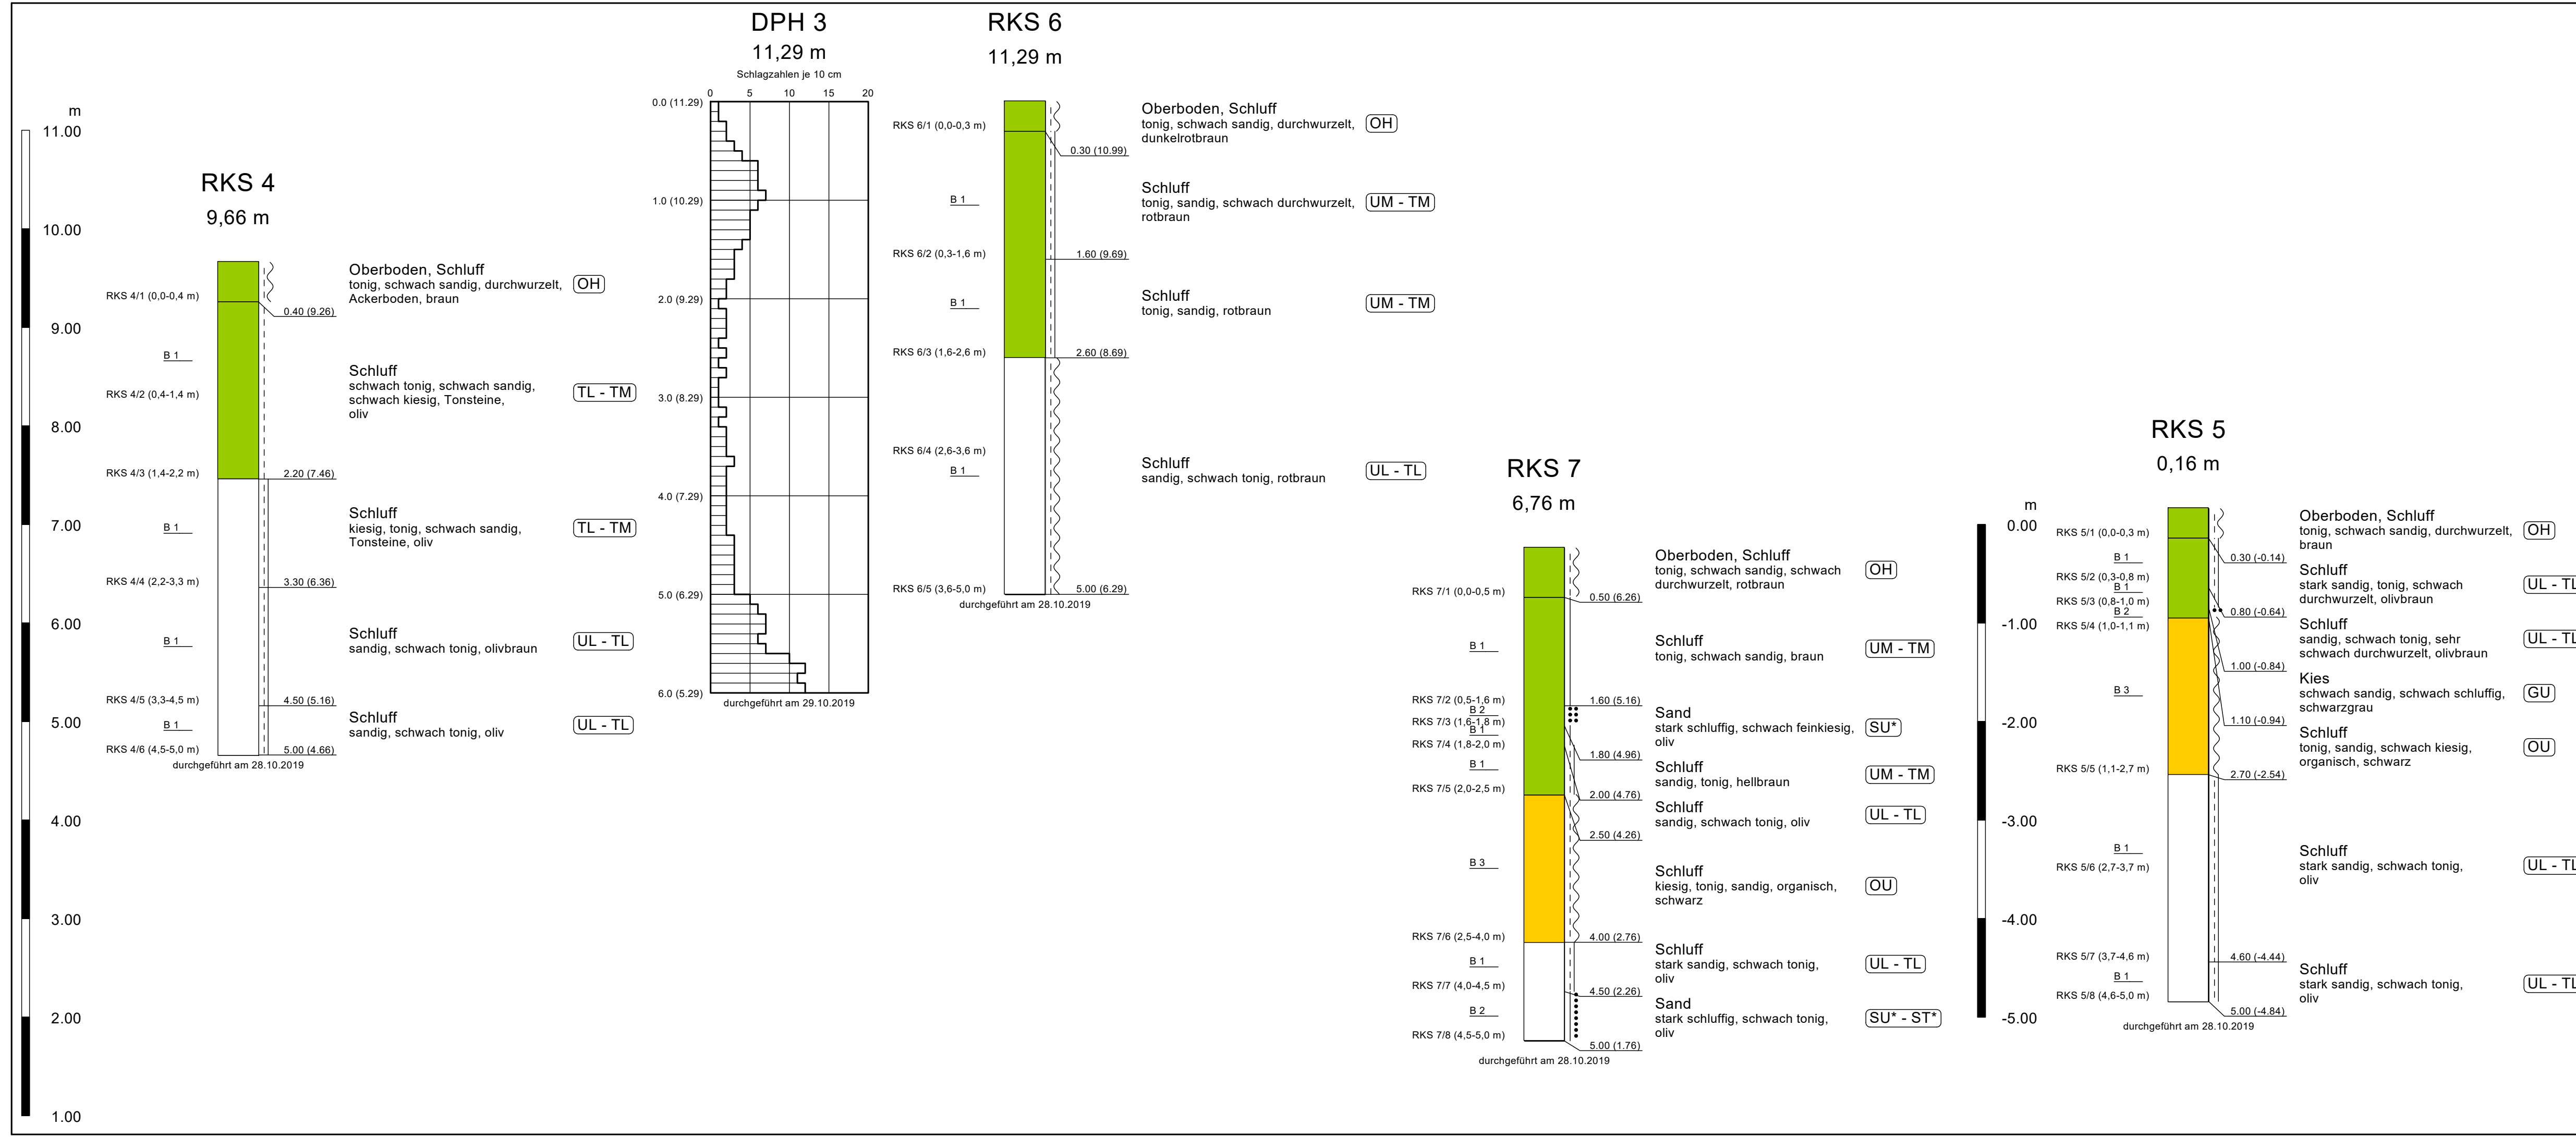 m
11.00
10.00
9.00
8.00
7.00
6.00
5.00
4.00
3.00
2.00
1.00
RKS 4
9,66 m
RKS 4/1 (0,0-0,4 m)
B 1
RKS 4/2 (0,4-1,4 m)
RKS 4/3 (1,4-2,2 m)
B 1
RKS 4/4 (2,2-3,3 m)
B 1
RKS 4/5 (3,3-4,5 m)
B 1
RKS 4/6 (4,5-5,0 m)
0.40 (9.26)
2.20 (7.46)
3.30 (6.36)
4.50 (5.16)
5.00 (4.66)
durchgeführt am 28.10.2019
Oberboden, Schluff
tonig, schwach sandig, durchwurzelt,
Ackerboden, braun
OH
Schluff
schwach tonig, schwach sandig,
schwach kiesig, Tonsteine,
oliv
TL - TM
Schluff
kiesig, tonig, schwach sandig,
Tonsteine, oliv
TL - TM
Schluff
sandig, schwach tonig, olivbraun
UL - TL
Schluff
sandig, schwach tonig, oliv
UL - TL
DPH 3
11,29 m
Schlagzahlen je 10 cm
0 5 10 15 20
0.0 (11.29)
1.0 (10.29)
2.0 (9.29)
3.0 (8.29)
4.0 (7.29)
5.0 (6.29)
6.0 (5.29)
durchgeführt am 29.10.2019
RKS 6
11,29 m
RKS 6/1 (0,0-0,3 m)
B 1
RKS 6/2 (0,3-1,6 m)
B 1
RKS 6/3 (1,6-2,6 m)
RKS 6/4 (2,6-3,6 m)
B 1
RKS 6/5 (3,6-5,0 m)
0.30 (10.99)
1.60 (9.69)
2.60 (8.69)
5.00 (6.29)
durchgeführt am 28.10.2019
Oberboden, Schluff
tonig, schwach sandig, durchwurzelt,
dunkelrotbraun
OH
Schluff
tonig, sandig, schwach durchwurzelt,
rotbraun
UM - TM
Schluff
tonig, sandig, rotbraun
UM - TM
Schluff
sandig, schwach tonig, rotbraun
UL - TL
RKS 7
6,76 m
RKS 7/1 (0,0-0,5 m)
B 1
RKS 7/2 (0,5-1,6 m)
B 2
RKS 7/3 (1,6-1,8 m)
B 1
RKS 7/4 (1,8-2,0 m)
B 1
RKS 7/5 (2,0-2,5 m)
B 3
RKS 7/6 (2,5-4,0 m)
B 1
RKS 7/7 (4,0-4,5 m)
B 2
RKS 7/8 (4,5-5,0 m)
0.50 (6.26)
1.60 (5.16)
1.80 (4.96)
2.00 (4.76)
2.50 (4.26)
4.00 (2.76)
4.50 (2.26)
5.00 (1.76)
durchgeführt am 28.10.2019
Oberboden, Schluff
tonig, schwach sandig, schwach
durchwurzelt, rotbraun
OH
Schluff
tonig, schwach sandig, braun
UM - TM
Sand
stark schluffig, schwach feinkiesig,
oliv
SU*
Schluff
sandig, tonig, hellbraun
UM - TM
Schluff
sandig, schwach tonig, oliv
UL - TL
Schluff
kiesig, tonig, sandig, organisch,
schwarz
OU
Schluff
stark sandig, schwach tonig,
oliv
UL - TL
Sand
stark schluffig, schwach tonig,
oliv
SU* - ST*
m
0.00
-1.00
-2.00
-3.00
-4.00
-5.00
RKS 5
0,16 m
RKS 5/1 (0,0-0,3 m)
B 1
RKS 5/2 (0,3-0,8 m)
B 1
RKS 5/3 (0,8-1,0 m)
B 2
RKS 5/4 (1,0-1,1 m)
B 3
RKS 5/5 (1,1-2,7 m)
B 1
RKS 5/6 (2,7-3,7 m)
RKS 5/7 (3,7-4,6 m)
B 1
RKS 5/8 (4,6-5,0 m)
0.30 (-0.14)
0.80 (-0.64)
1.00 (-0.84)
1.10 (-0.94)
2.70 (-2.54)
4.60 (-4.44)
5.00 (-4.84)
durchgeführt am 28.10.2019
Oberboden, Schluff
tonig, schwach sandig, durchwurzelt,
braun
OH
Schluff
stark sandig, tonig, schwach
durchwurzelt, olivbraun
UL - TL
Schluff
sandig, schwach tonig, sehr
schwach durchwurzelt, olivbraun
UL - TL
Kies
schwach sandig, schwach schluffig,
schwarzgrau
GU
Schluff
tonig, sandig, schwach kiesig,
organisch, schwarz
OU
Schluff
stark sandig, schwach tonig,
oliv
UL - TL
Schluff
stark sandig, schwach tonig,
oliv
UL - TL